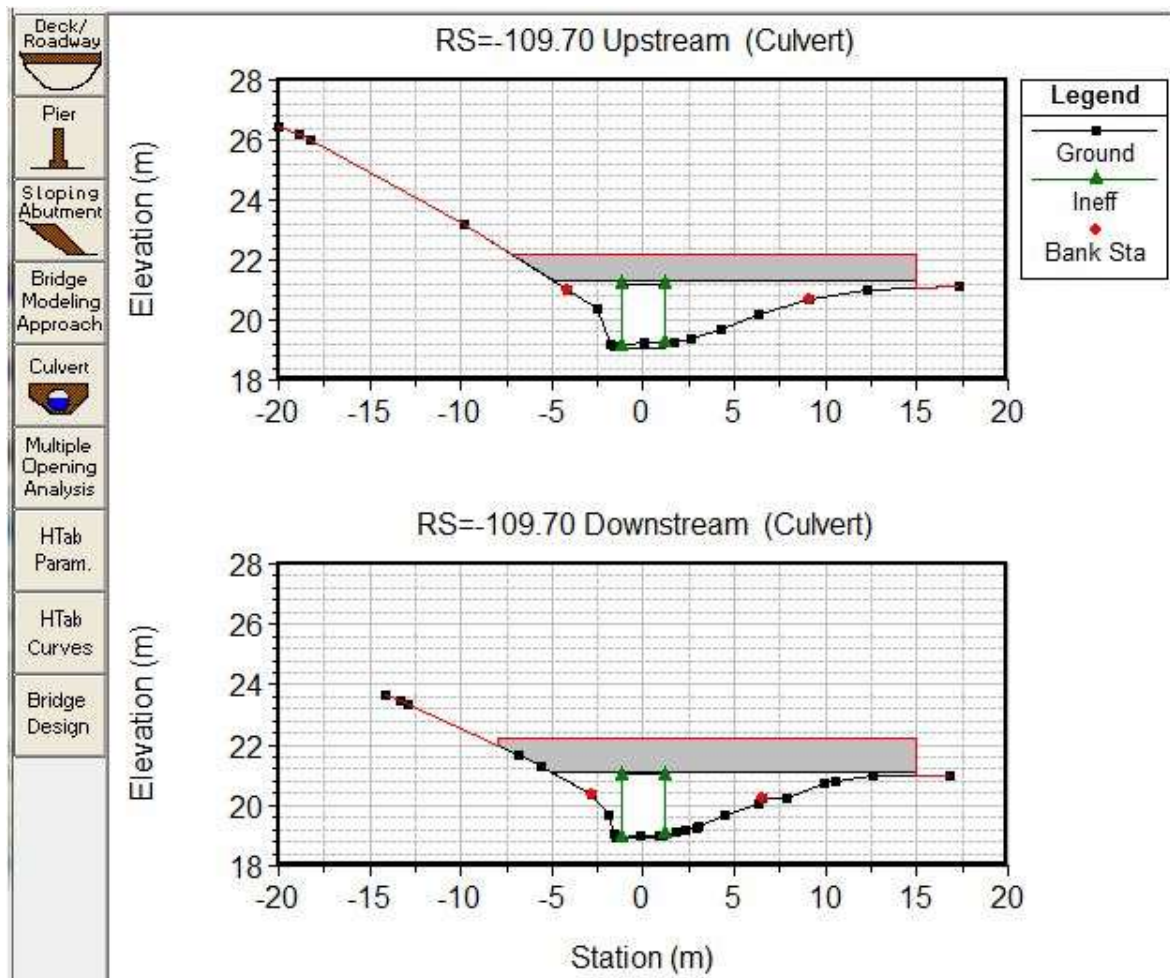 Deck/
Roadway
Pier
Sloping
Abutment
Bridge
Modeling
Approach
Culvert
Multiple
Opening
Analysis
HTab
Param.
HTab
Curves
Bridge
Design
RS=-109.70 Upstream (Culvert)
Elevation (m)
28
26
24
22
20
18
-20 -15 -10 -5 0 5 10 15 20
Legend
Ground
Ineff
Bank Sta
RS=-109.70 Downstream (Culvert)
Elevation (m)
28
26
24
22
20
18
-20 -15 -10 -5 0 5 10 15 20
Station (m)